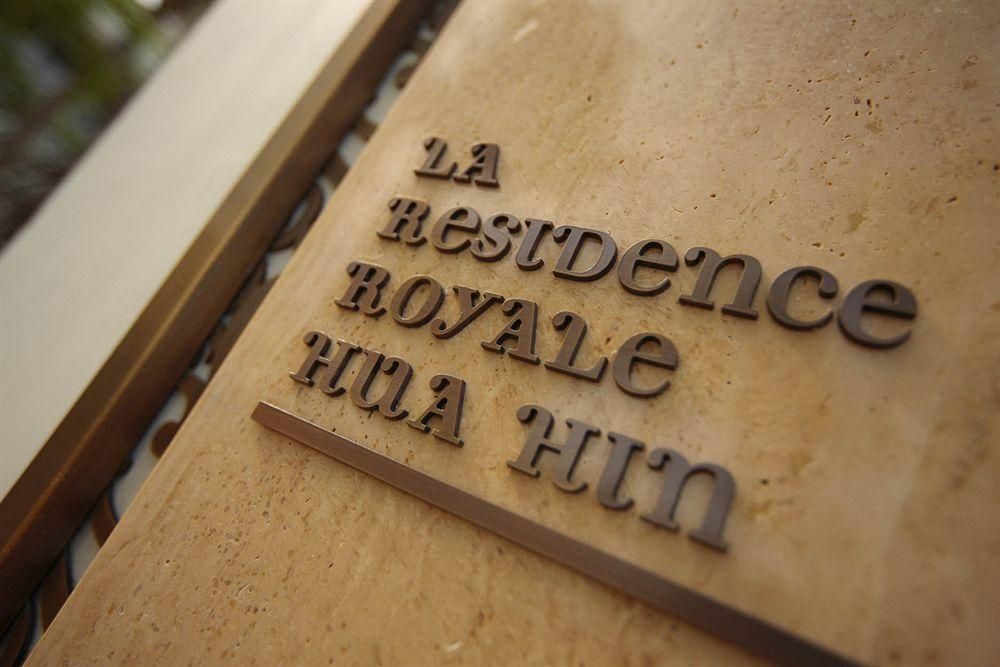 LA
Residence
ROYALe
HUA HIn